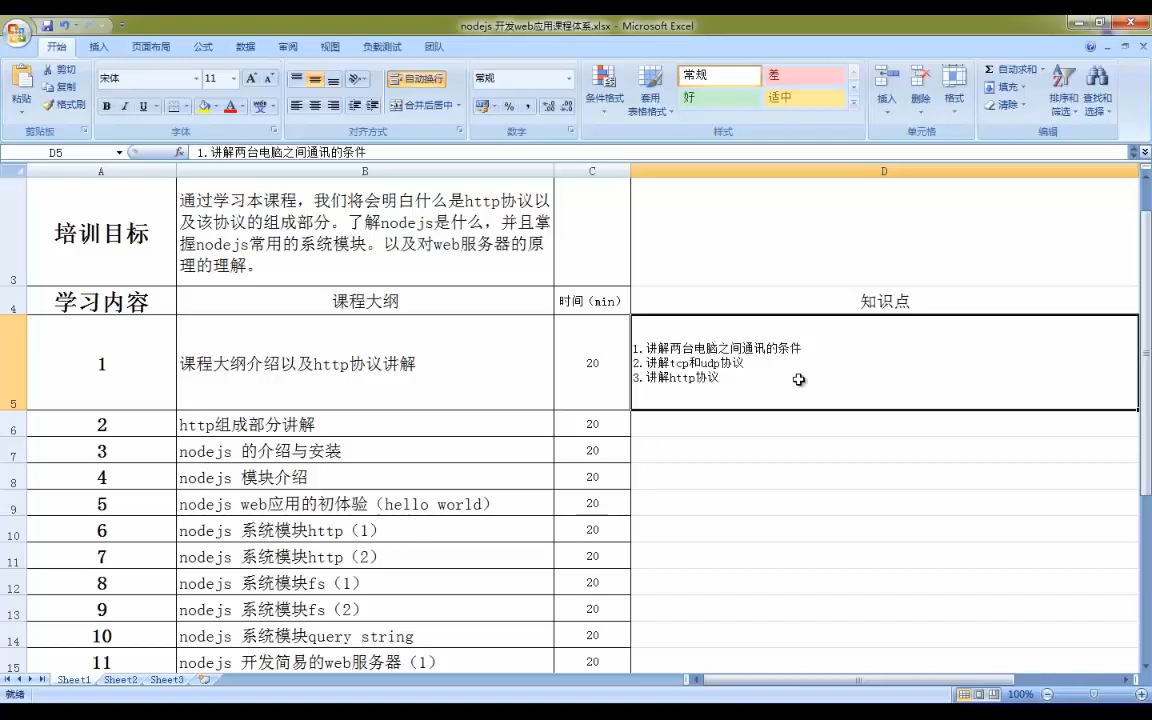 nodejs 开发web应用课程体系.xlsx - Microsoft Excel
开始 插入 页面布局 公式 数据 审阅 视图 负载测试 团队
粘贴 剪切 复制 格式刷 剪贴板
宋体 11 B I U 字体
自动换行 合并后居中 对齐方式
常规 % 数字
条件格式 套用表格格式 常规 差 好 适中 样式
插入 删除 格式 单元格
Σ 自动求和 填充 清除 排序和筛选 查找和选择 编辑
D5 fx 1.讲解两台电脑之间通讯的条件
A B C D
3 培训目标 通过学习本课程，我们将会明白什么是http协议以
及该协议的组成部分。了解nodejs是什么，并且掌
握nodejs常用的系统模块。以及对web服务器的原
理的理解。
4 学习内容 课程大纲 时间（min） 知识点
5 1 课程大纲介绍以及http协议讲解 20
1.讲解两台电脑之间通讯的条件
2.讲解tcp和udp协议
3.讲解http协议
6 2 http组成部分讲解 20
7 3 nodejs 的介绍与安装 20
8 4 nodejs 模块介绍 20
9 5 nodejs web应用的初体验（hello world） 20
10 6 nodejs 系统模块http（1） 20
11 7 nodejs 系统模块http（2） 20
12 8 nodejs 系统模块fs（1） 20
13 9 nodejs 系统模块fs（2） 20
14 10 nodejs 系统模块query string 20
15 11 nodejs 开发简易的web服务器（1） 20
Sheet1 Sheet2 Sheet3
就绪 100%